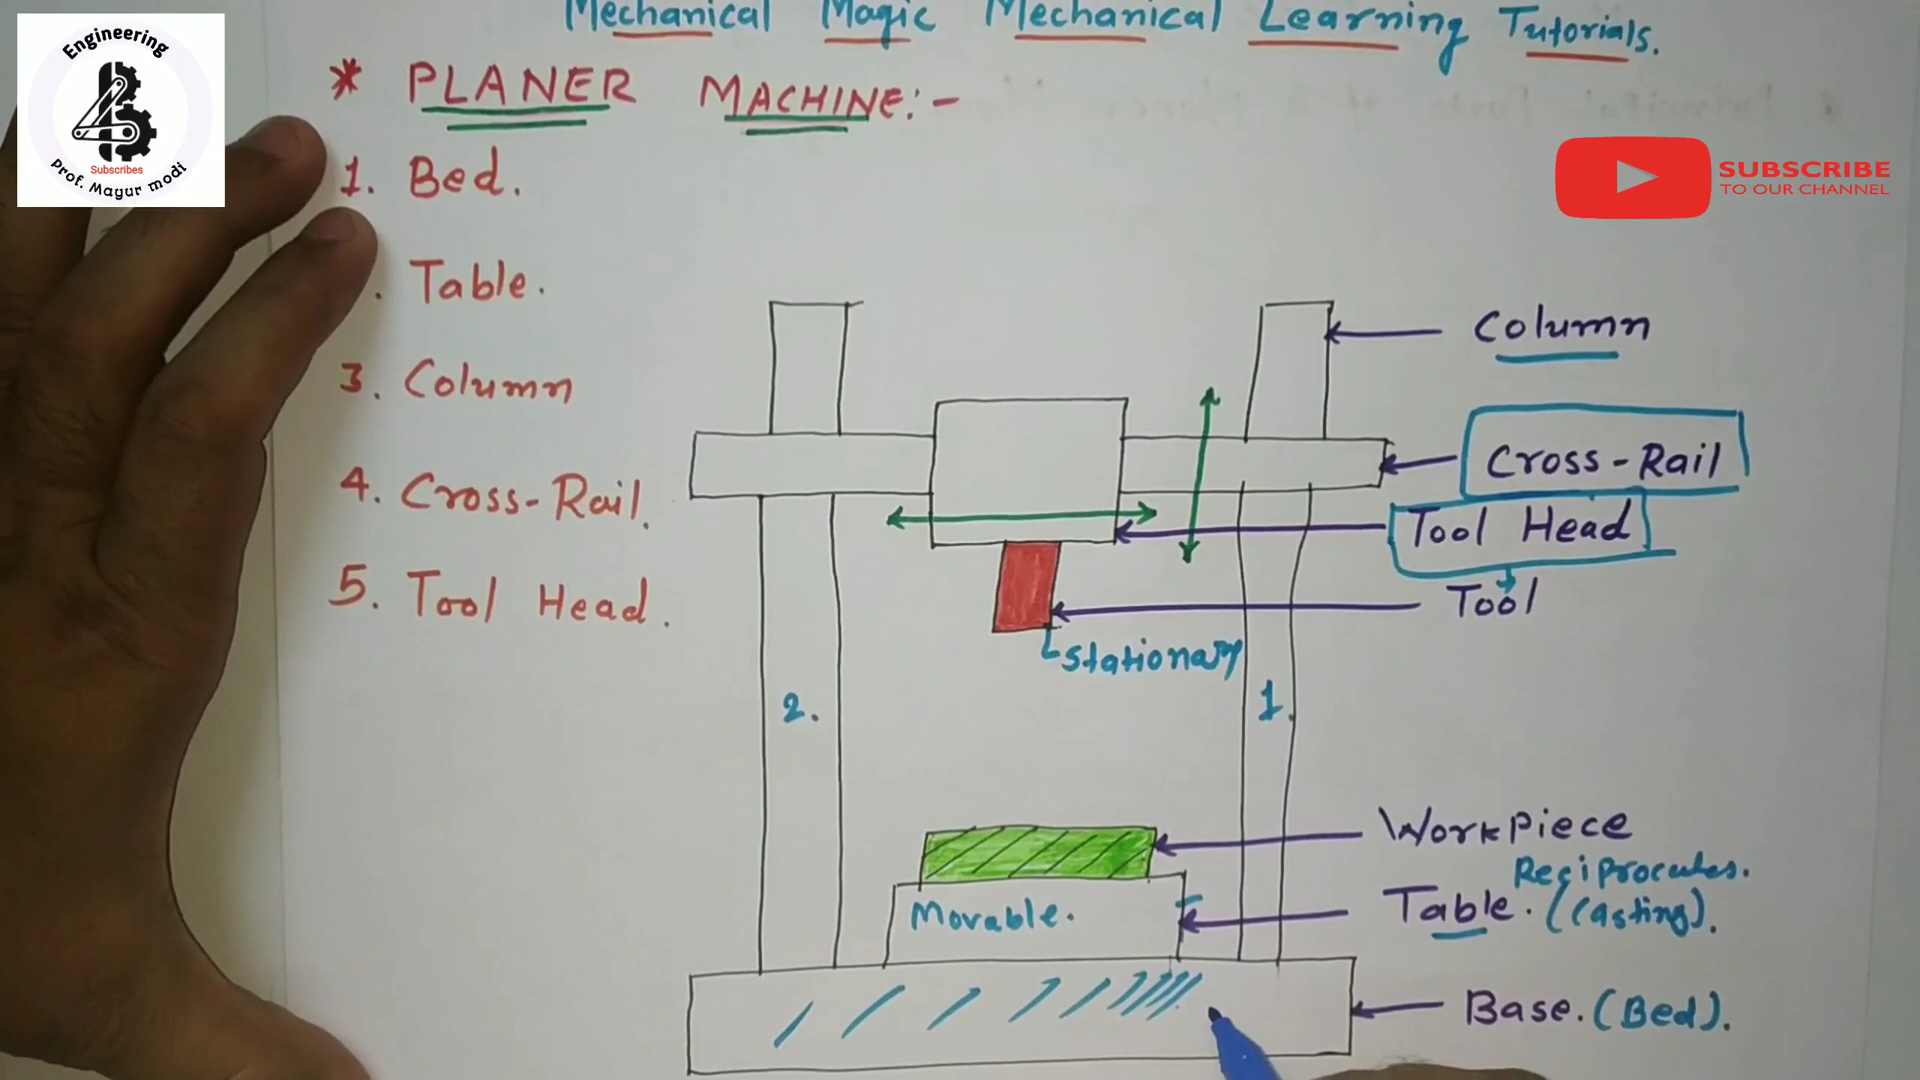 Mechanical Magic Mechanical Learning Tutorials.
Engineering
Subscribes
Prof. Mayur modi
* PLANER MACHINE:-
SUBSCRIBE
TO OUR CHANNEL
1. Bed.
. Table.
3. Column
4. Cross-Rail.
5. Tool Head.
Column
Cross-Rail
Tool Head
Tool
Stationary
2.
1.
Workpiece
Reciprocates.
Movable.
Table. (Casting).
Base. (Bed).